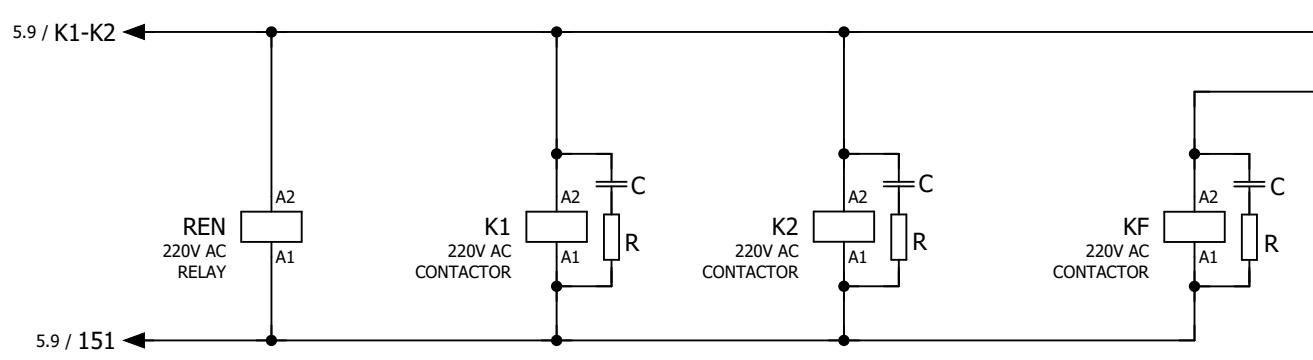 5.9 / K1-K2
A2
REN
220V AC
RELAY
A1
A2
K1
220V AC
CONTACTOR
A1
C
R
A2
K2
220V AC
CONTACTOR
A1
C
R
A2
KF
220V AC
CONTACTOR
A1
C
R
5.9 / 151